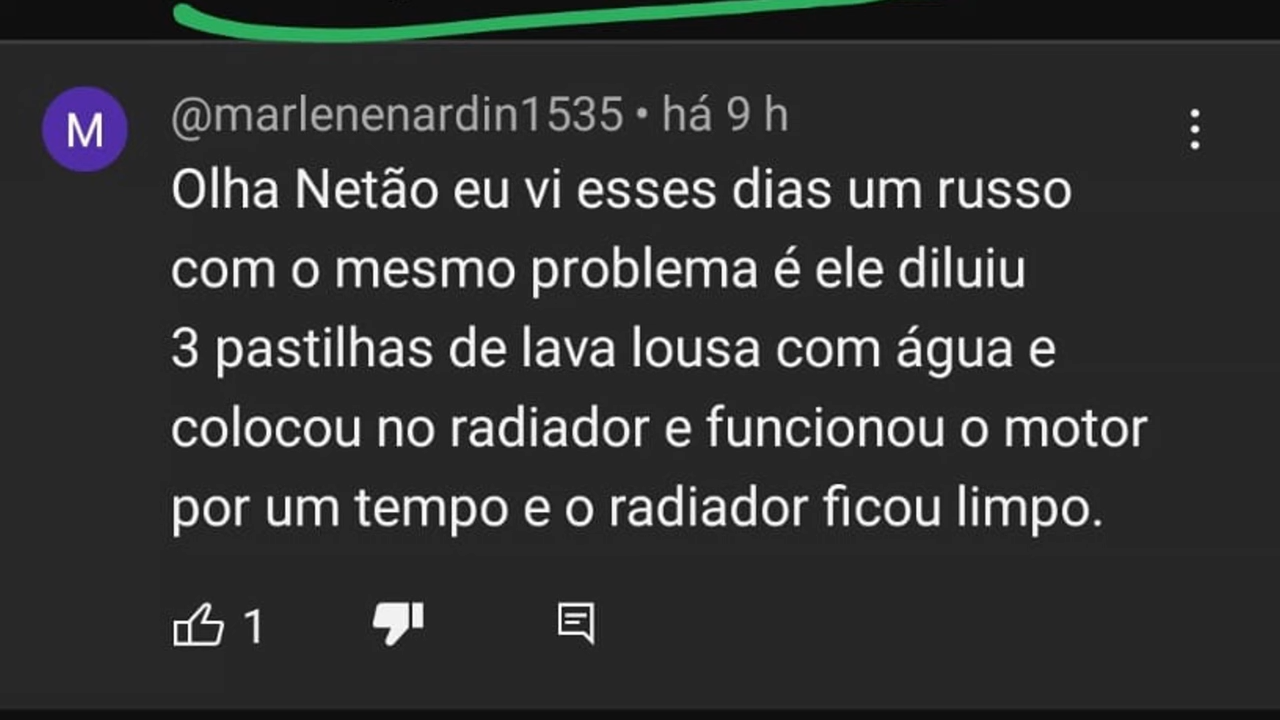 M
@marlenenardin1535 • há 9 h
Olha Netão eu vi esses dias um russo
com o mesmo problema é ele diluiu
3 pastilhas de lava lousa com água e
colocou no radiador e funcionou o motor
por um tempo e o radiador ficou limpo.
1